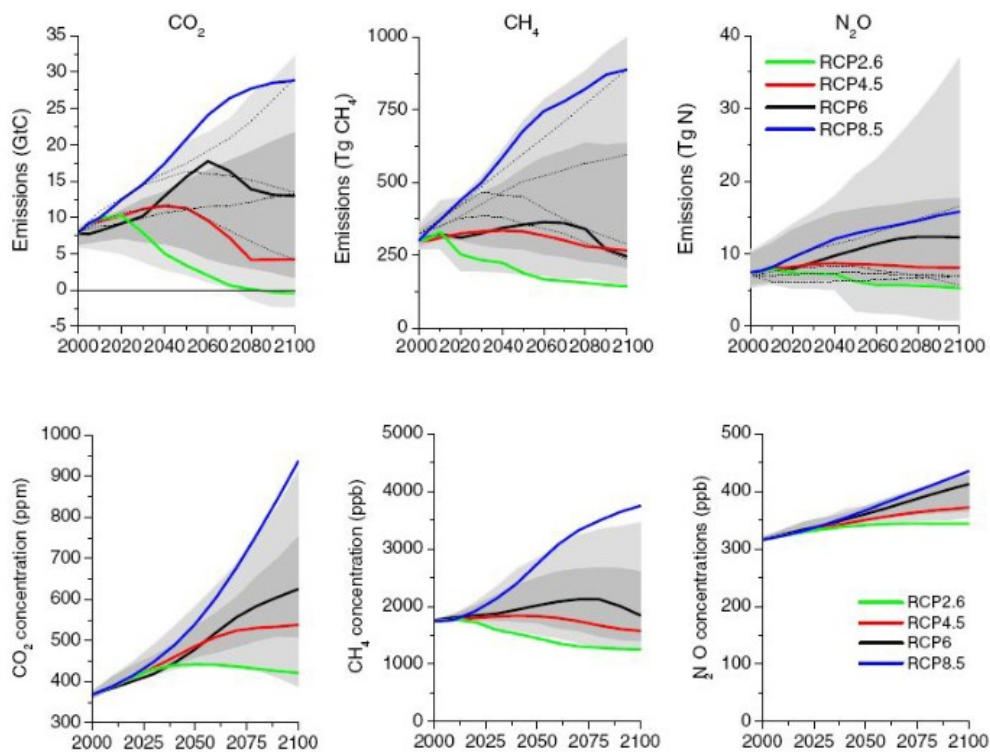 CO2
CH4
N2O
Emissions (GtC)
35
30
25
20
15
10
5
0
-5
2000 2020 2040 2060 2080 2100
Emissions (Tg CH4)
1000
750
500
250
0
2000 2020 2040 2060 2080 2100
Emissions (Tg N)
40
30
20
10
0
2000 2020 2040 2060 2080 2100
RCP2.6
RCP4.5
RCP6
RCP8.5
CO2 concentration (ppm)
1000
900
800
700
600
500
400
300
2000 2025 2050 2075 2100
CH4 concentration (ppb)
5000
4000
3000
2000
1000
0
2000 2025 2050 2075 2100
N2O concentrations (ppb)
500
400
300
200
100
0
2000 2025 2050 2075 2100
RCP2.6
RCP4.5
RCP6
RCP8.5